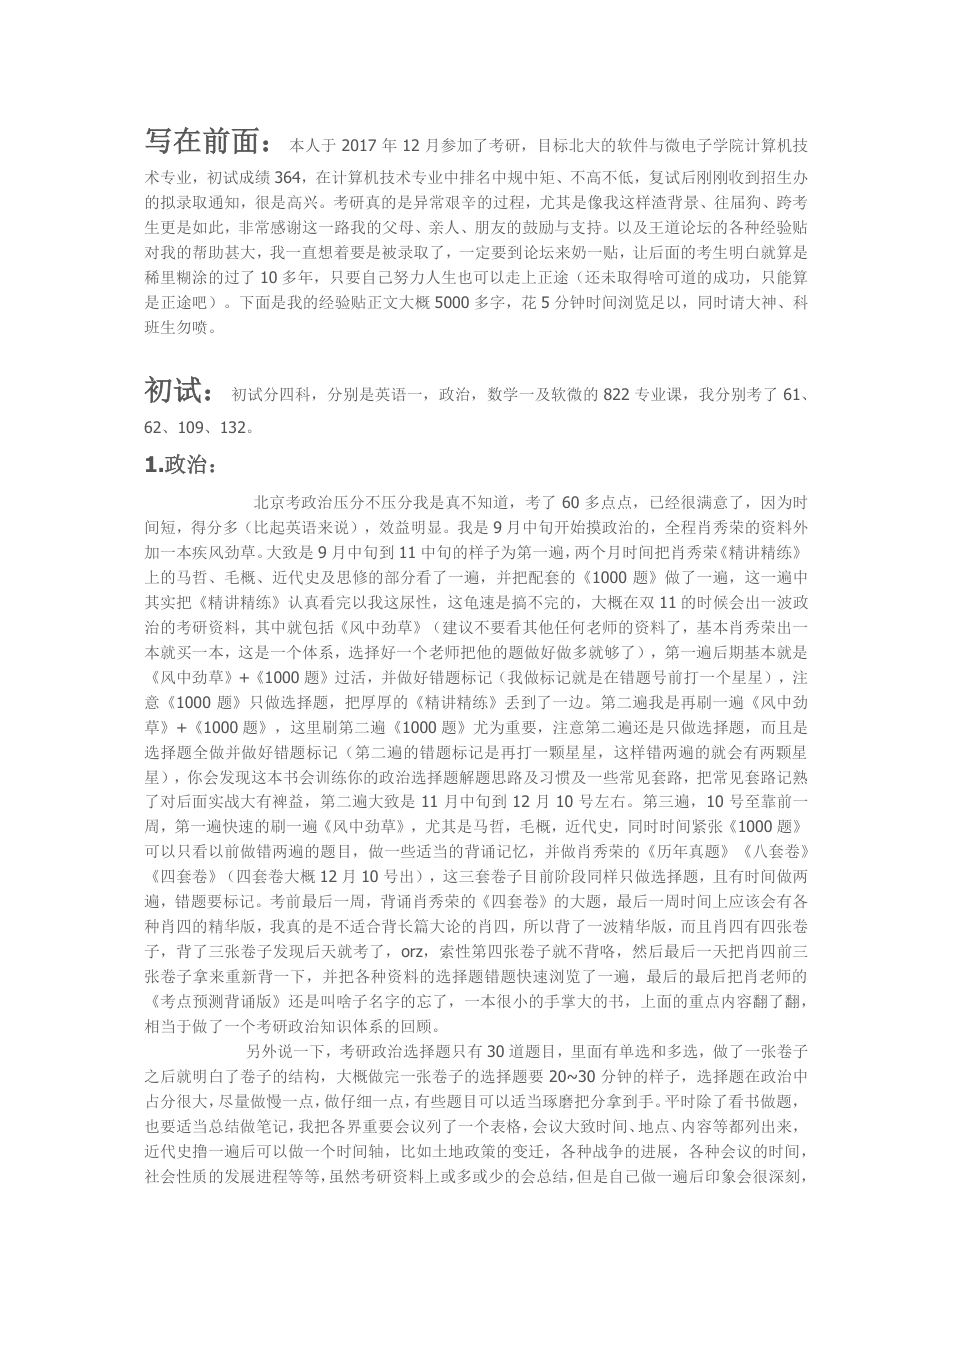 写在前面：本人于 2017 年 12 月参加了考研，目标北大的软件与微电子学院计算机技
术专业，初试成绩 364，在计算机技术专业中排名中规中矩、不高不低，复试后刚刚收到招生办
的拟录取通知，很是高兴。考研真的是异常艰辛的过程，尤其是像我这样渣背景、往届狗、跨考
生更是如此，非常感谢这一路我的父母、亲人、朋友的鼓励与支持。以及王道论坛的各种经验贴
对我的帮助甚大，我一直想着要是被录取了，一定要到论坛来奶一贴，让后面的考生明白就算是
稀里糊涂的过了 10 多年，只要自己努力人生也可以走上正途（还未取得啥可道的成功，只能算
是正途吧）。下面是我的经验贴正文大概 5000 多字，花 5 分钟时间浏览足以，同时请大神、科
班生勿喷。
初试：初试分四科，分别是英语一，政治，数学一及软微的 822 专业课，我分别考了 61、
62、109、132。
1.政治：
北京考政治压分不压分我是真不知道，考了 60 多点点，已经很满意了，因为时
间短，得分多（比起英语来说），效益明显。我是 9 月中旬开始摸政治的，全程肖秀荣的资料外
加一本疾风劲草。大致是 9 月中旬到 11 中旬的样子为第一遍，两个月时间把肖秀荣《精讲精练》
上的马哲、毛概、近代史及思修的部分看了一遍，并把配套的《1000 题》做了一遍，这一遍中
其实把《精讲精练》认真看完以我这尿性，这龟速是搞不完的，大概在双 11 的时候会出一波政
治的考研资料，其中就包括《风中劲草》（建议不要看其他任何老师的资料了，基本肖秀荣出一
本就买一本，这是一个体系，选择好一个老师把他的题做好做多就够了），第一遍后期基本就是
《风中劲草》+《1000 题》过活，并做好错题标记（我做标记就是在错题号前打一个星星），注
意《1000 题》只做选择题，把厚厚的《精讲精练》丢到了一边。第二遍我是再刷一遍《风中劲
草》+《1000 题》，这里刷第二遍《1000 题》尤为重要，注意第二遍还是只做选择题，而且是
选择题全做并做好错题标记（第二遍的错题标记是再打一颗星星，这样错两遍的就会有两颗星
星），你会发现这本书会训练你的政治选择题解题思路及习惯及一些常见套路，把常见套路记熟
了对后面实战大有裨益，第二遍大致是 11 月中旬到 12 月 10 号左右。第三遍，10 号至靠前一
周，第一遍快速的刷一遍《风中劲草》，尤其是马哲，毛概，近代史，同时时间紧张《1000 题》
可以只看以前做错两遍的题目，做一些适当的背诵记忆，并做肖秀荣的《历年真题》《八套卷》
《四套卷》（四套卷大概 12 月 10 号出），这三套卷子目前阶段同样只做选择题，且有时间做两
遍，错题要标记。考前最后一周，背诵肖秀荣的《四套卷》的大题，最后一周时间上应该会有各
种肖四的精华版，我真的是不适合背长篇大论的肖四，所以背了一波精华版，而且肖四有四张卷
子，背了三张卷子发现后天就考了，orz，索性第四张卷子就不背咯，然后最后一天把肖四前三
张卷子拿来重新背一下，并把各种资料的选择题错题快速浏览了一遍，最后的最后把肖老师的
《考点预测背诵版》还是叫啥子名字的忘了，一本很小的手掌大的书，上面的重点内容翻了翻，
相当于做了一个考研政治知识体系的回顾。
另外说一下，考研政治选择题只有 30 道题目，里面有单选和多选，做了一张卷子
之后就明白了卷子的结构，大概做完一张卷子的选择题要 20~30 分钟的样子，选择题在政治中
占分很大，尽量做慢一点，做仔细一点，有些题目可以适当琢磨把分拿到手。平时除了看书做题，
也要适当总结做笔记，我把各界重要会议列了一个表格，会议大致时间、地点、内容等都列出来，
近代史撸一遍后可以做一个时间轴，比如土地政策的变迁，各种战争的进展，各种会议的时间，
社会性质的发展进程等等，虽然考研资料上或多或少的会总结，但是自己做一遍后印象会很深刻，